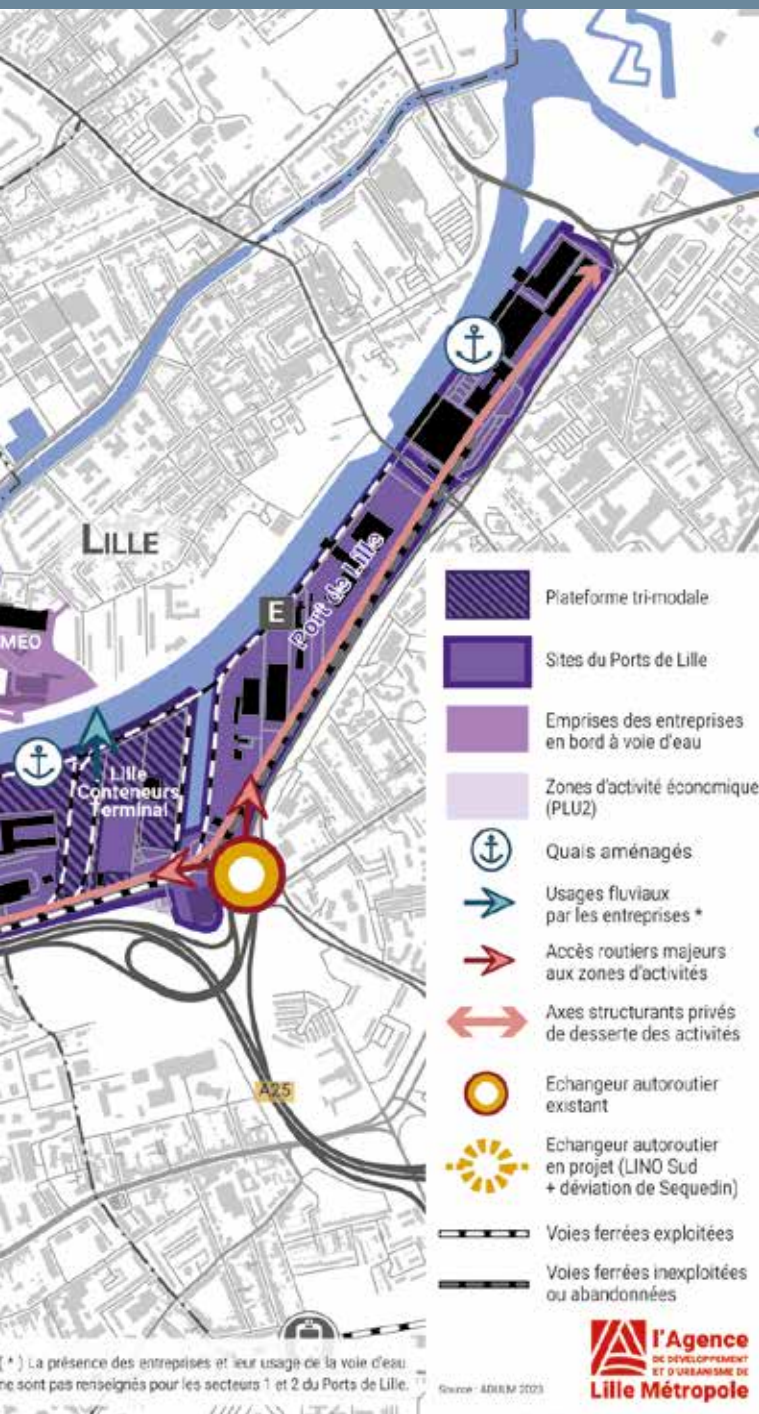 LILLE
MEO
E
Port de Lille
Lille
Conteneurs
Terminal
A25
Plateforme tri-modale
Sites du Ports de Lille
Emprises des entreprises
en bord à voie d'eau
Zones d'activité économique
(PLU2)
Quais aménagés
Usages fluviaux
par les entreprises *
Accès routiers majeurs
aux zones d'activités
Axes structurants privés
de desserte des activités
Echangeur autoroutier
existant
Echangeur autoroutier
en projet (LINO Sud
+ déviation de Sequedin)
Voies ferrées exploitées
Voies ferrées inexploitées
ou abandonnées
( * ) La présence des entreprises et leur usage de la voie d'eau
ne sont pas renseignés pour les secteurs 1 et 2 du Ports de Lille.
Source : ADULM 2023
l'Agence
DE DÉVELOPPEMENT
ET D'URBANISME DE
Lille Métropole